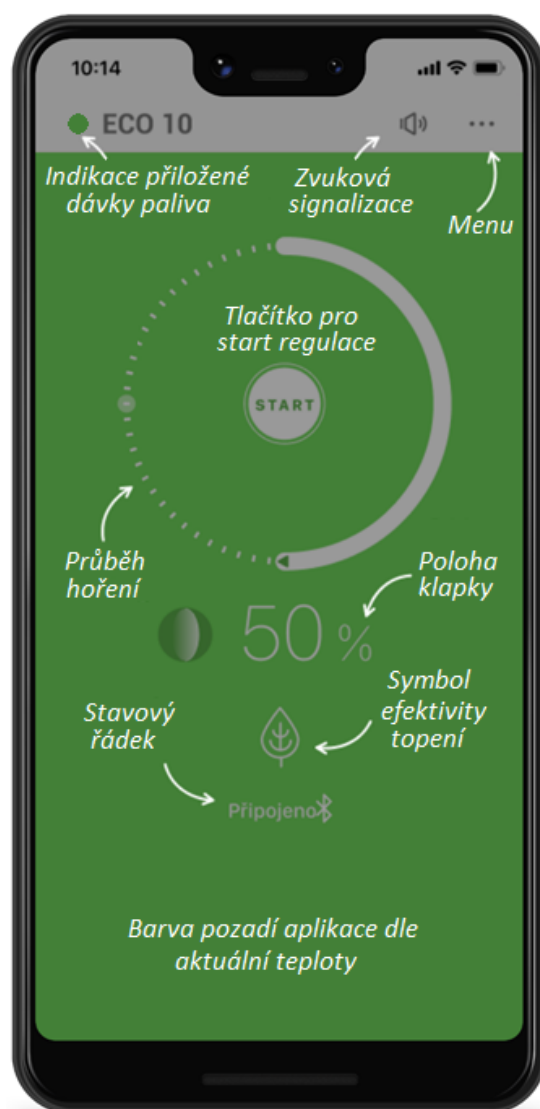 10:14
ECO 10
Indikace přiložené
dávky paliva
Zvuková
signalizace
Menu
Tlačítko pro
start regulace
START
Průběh
hoření
Poloha
klapky
50 %
Symbol
efektivity
topení
Stavový
řádek
Připojeno
Barva pozadí aplikace dle
aktuální teploty